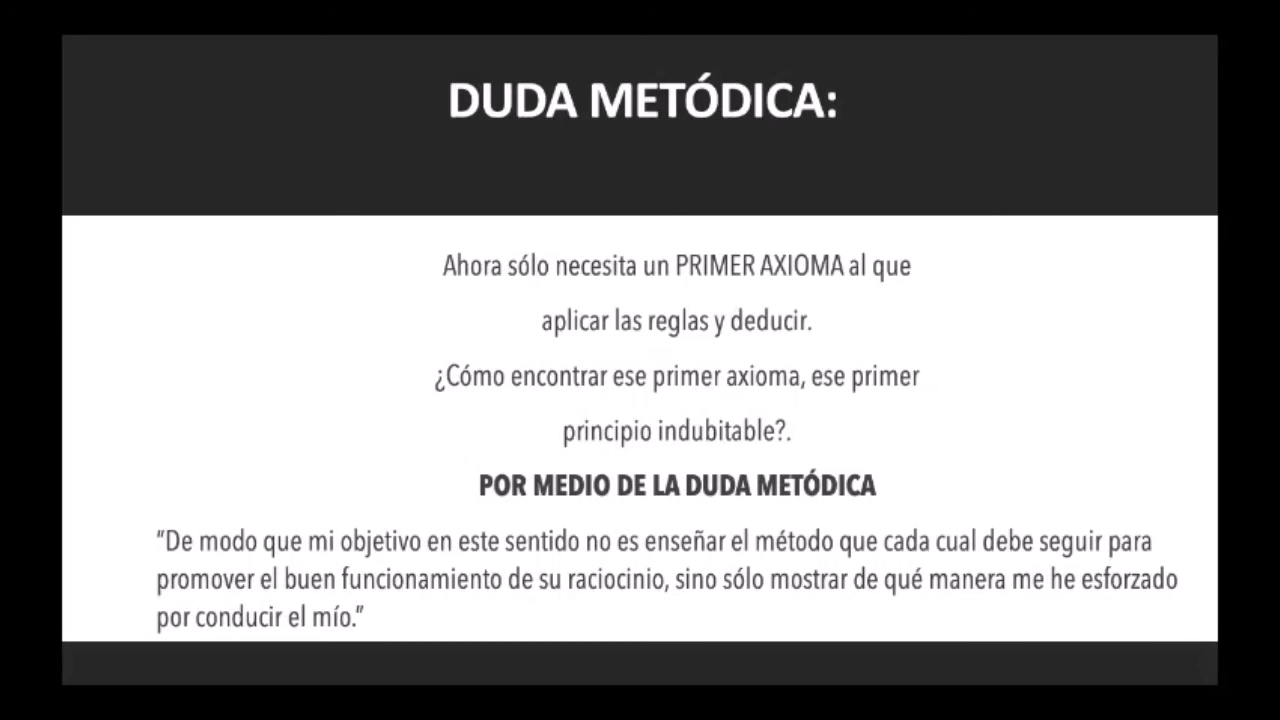 DUDA METÓDICA:
Ahora sólo necesita un PRIMER AXIOMA al que
aplicar las reglas y deducir.
¿Cómo encontrar ese primer axioma, ese primer
principio indubitable?.
POR MEDIO DE LA DUDA METÓDICA
“De modo que mi objetivo en este sentido no es enseñar el método que cada cual debe seguir para
promover el buen funcionamiento de su raciocinio, sino sólo mostrar de qué manera me he esforzado
por conducir el mío.”